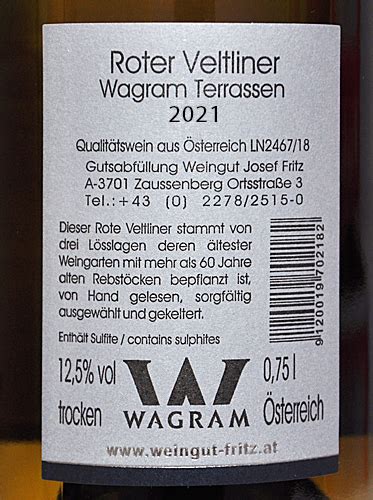 Roter Veltliner
Wagram Terrassen
2021
Qualitätswein aus Österreich LN2467/18
Gutsabfüllung Weingut Josef Fritz
A-3701 Zaussenberg Ortsstraße 3
Tel.:+43 (0) 2278/2515-0
Dieser Rote Veltliner stammt von
drei Lösslagen deren ältester
Weingarten mit mehr als 60 Jahre
alten Rebstöcken bepflanzt ist,
von Hand gelesen, sorgfältig
ausgewählt und gekeltert.
9120019702182
Enthält Sulfite / contains sulphites
12,5% vol
trocken
W
WAGRAM
0,75 l
Österreich
www.weingut-fritz.at